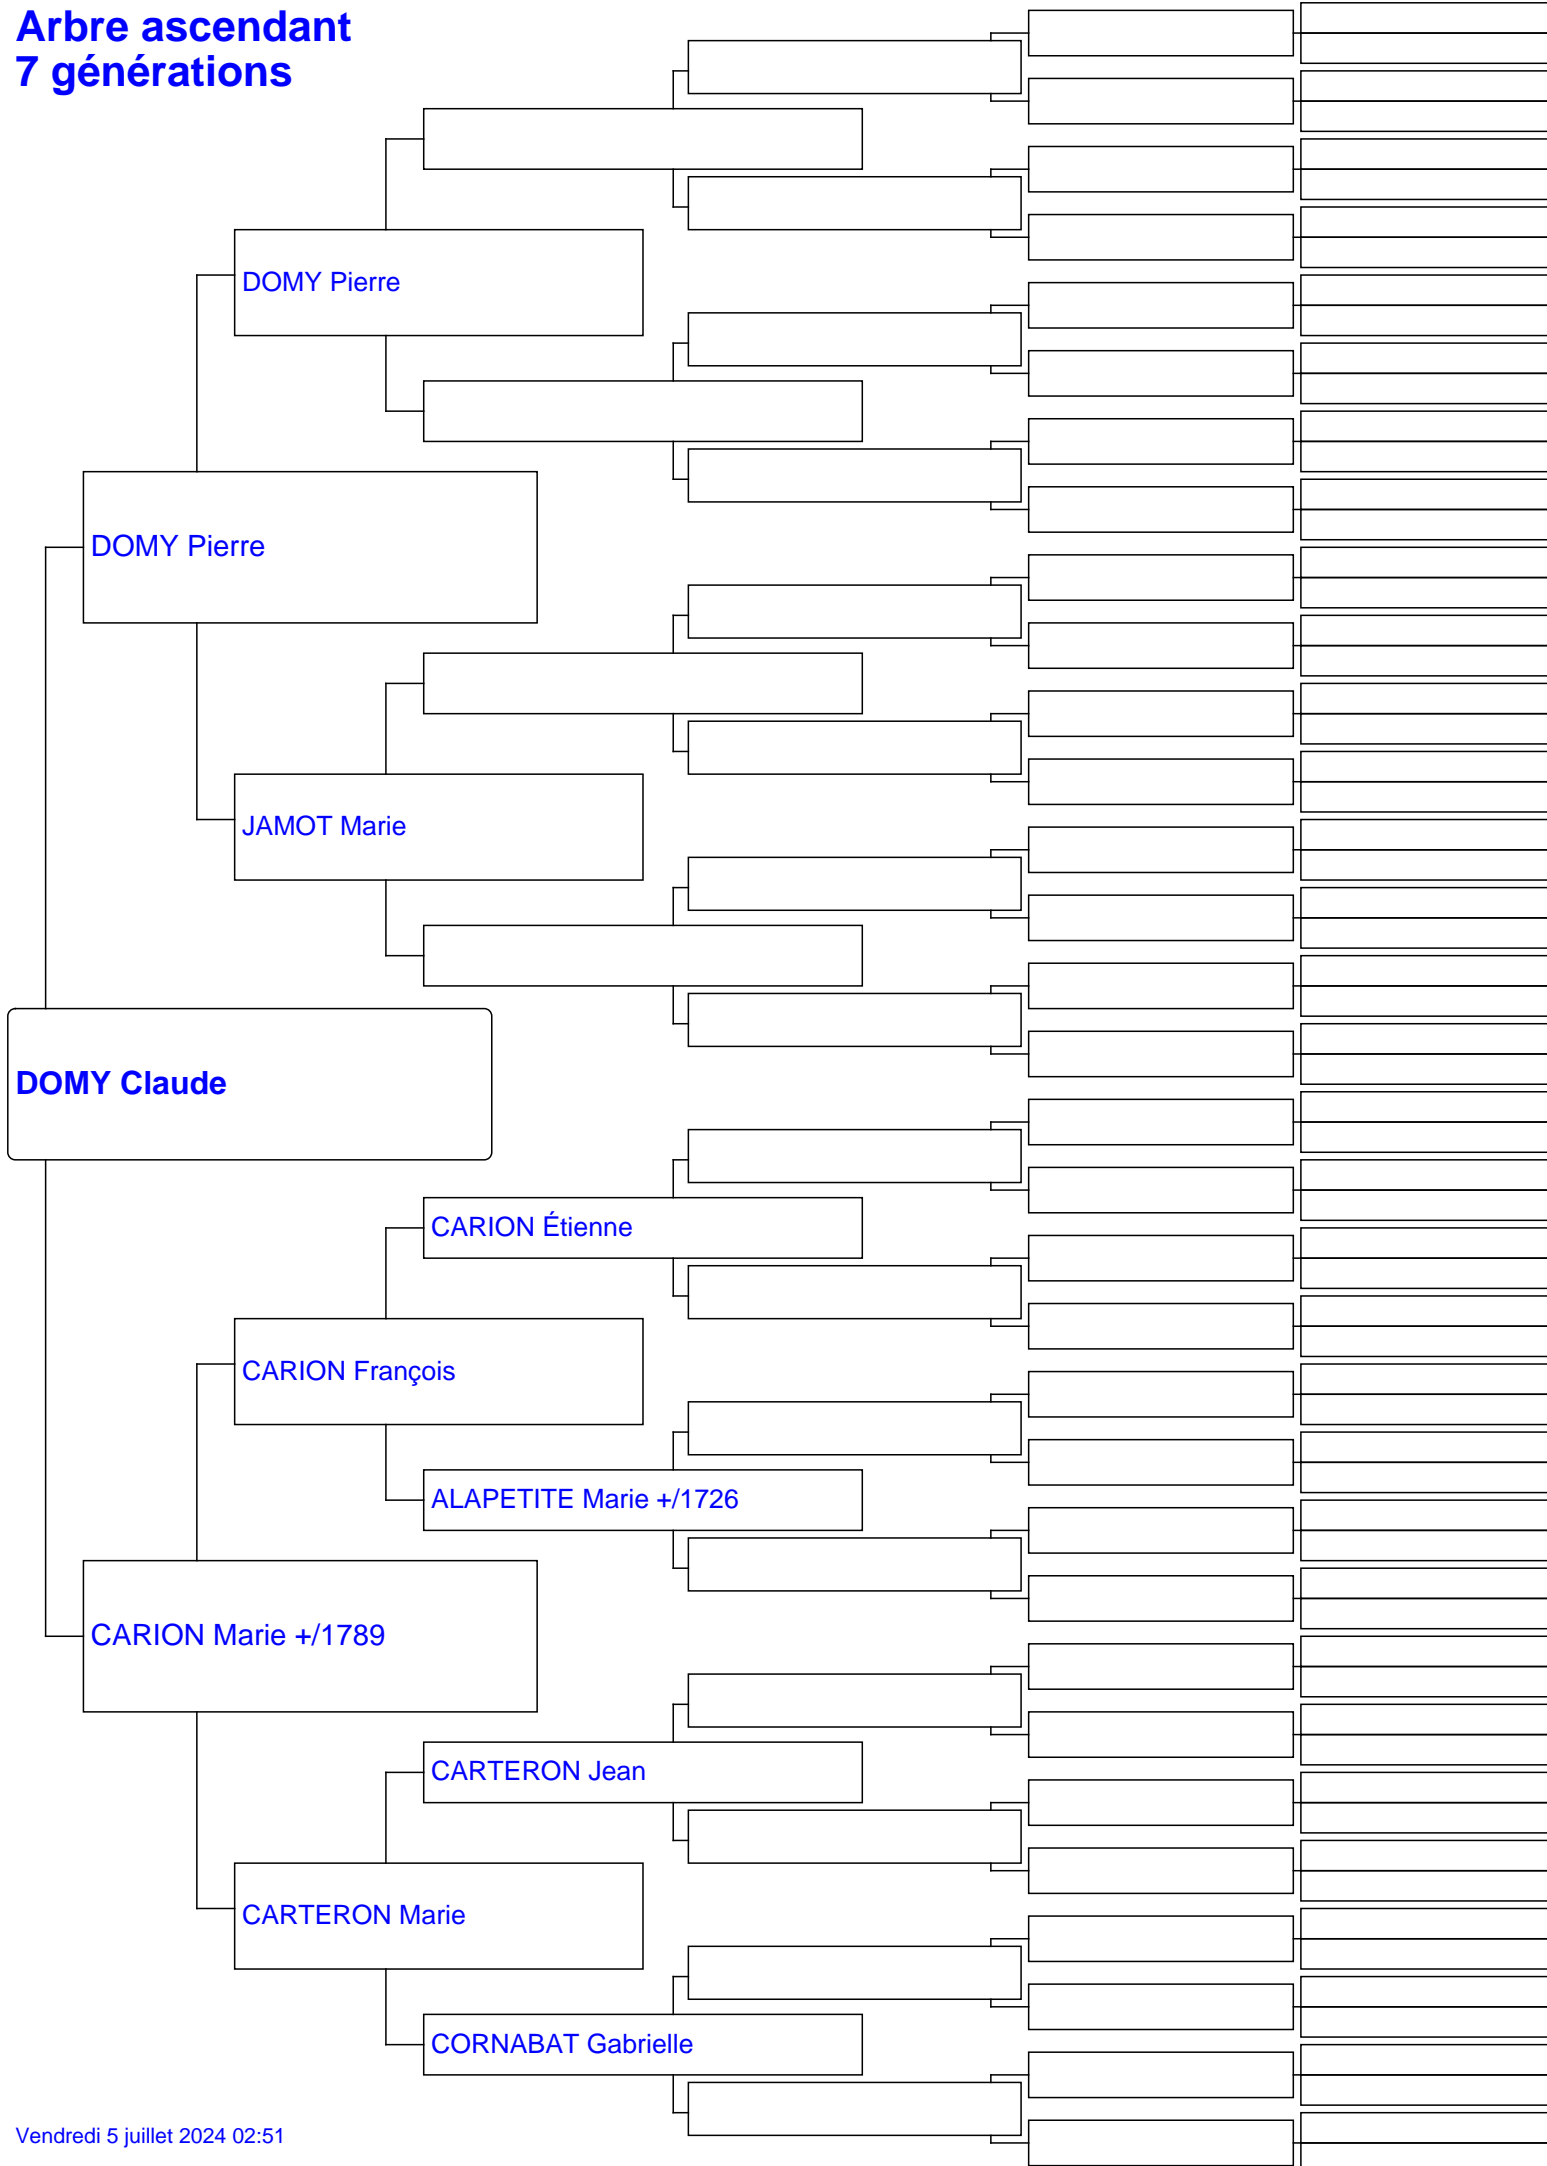 Arbre ascendant
7 générations
DOMY Pierre
DOMY Pierre
JAMOT Marie
DOMY Claude
CARION Étienne
CARION François
ALAPETITE Marie +/1726
CARION Marie +/1789
CARTERON Jean
CARTERON Marie
CORNABAT Gabrielle
Vendredi 5 juillet 2024 02:51